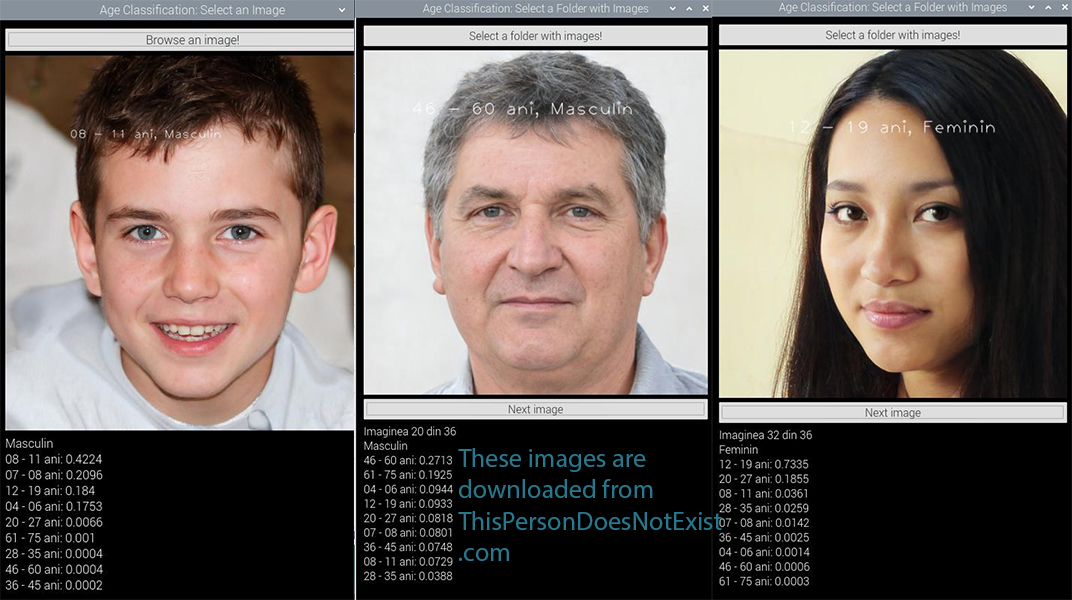 Age Classification: Select an Image
Browse an image!
08 - 11 ani, Masculin
Masculin
08 - 11 ani: 0.4224
07 - 08 ani: 0.2096
12 - 19 ani: 0.184
04 - 06 ani: 0.1753
20 - 27 ani: 0.0066
61 - 75 ani: 0.001
28 - 35 ani: 0.0004
46 - 60 ani: 0.0004
36 - 45 ani: 0.0002
Age Classification: Select a Folder with Images
Select a folder with images!
46 - 60 ani, Masculin
Next image
Imaginea 20 din 36
Masculin
46 - 60 ani: 0.2713
61 - 75 ani: 0.1925
04 - 06 ani: 0.0944
12 - 19 ani: 0.0933
20 - 27 ani: 0.0818
07 - 08 ani: 0.0801
36 - 45 ani: 0.0748
08 - 11 ani: 0.0729
28 - 35 ani: 0.0388
These images are
downloaded from
ThisPersonDoesNotExist
.com
Age Classification: Select a Folder with Images
Select a folder with images!
12 - 19 ani, Feminin
Next image
Imaginea 32 din 36
Feminin
12 - 19 ani: 0.7335
20 - 27 ani: 0.1855
08 - 11 ani: 0.0361
28 - 35 ani: 0.0259
07 - 08 ani: 0.0142
36 - 45 ani: 0.0025
04 - 06 ani: 0.0014
46 - 60 ani: 0.0006
61 - 75 ani: 0.0003